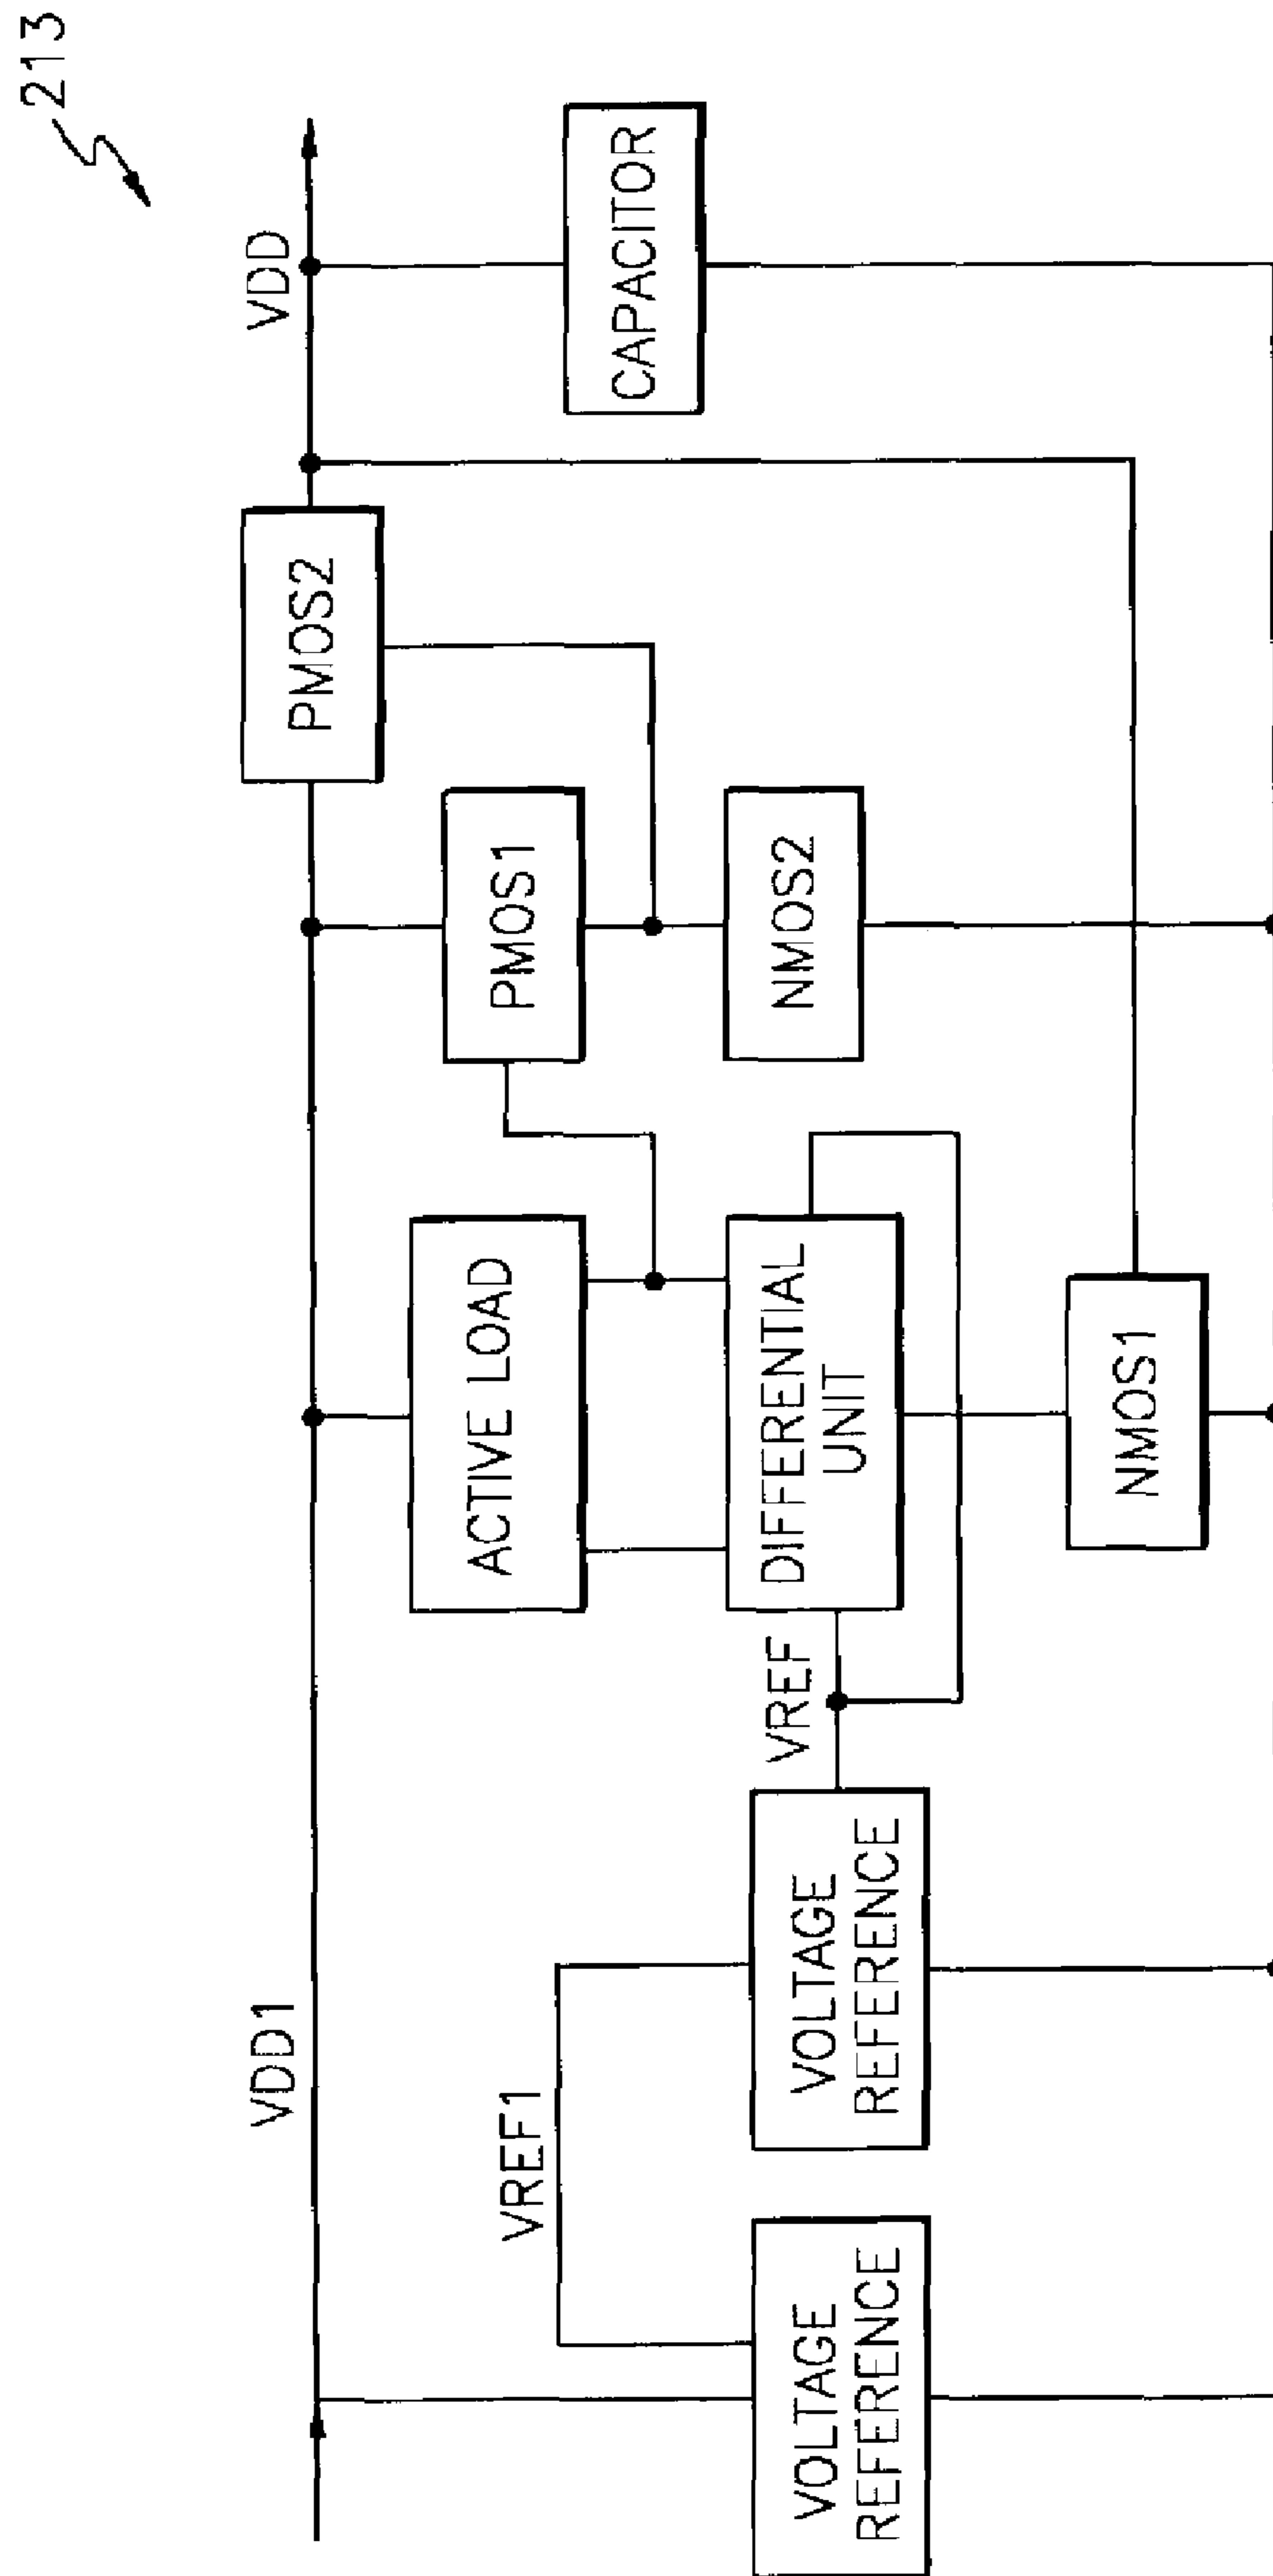 213
VDD1
VDD
PMOS2
VREF1
ACTIVE LOAD
PMOS1
CAPACITOR
VOLTAGE
REFERENCE
VOLTAGE
REFERENCE
VREF
DIFFERENTIAL
UNIT
NMOS2
NMOS1